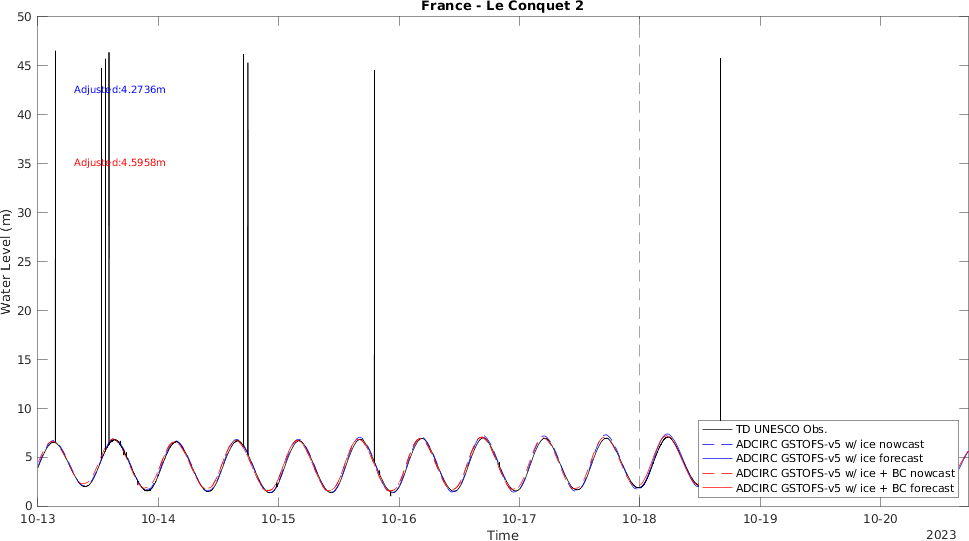 France - Le Conquet 2
50
45
40
35
30
25
20
15
10
5
0
Water Level (m)
Adjusted:4.2736m
Adjusted:4.5958m
TD UNESCO Obs.
ADCIRC GSTOFS-v5 w/ ice nowcast
ADCIRC GSTOFS-v5 w/ ice forecast
ADCIRC GSTOFS-v5 w/ ice + BC nowcast
ADCIRC GSTOFS-v5 w/ ice + BC forecast
10-13 10-14 10-15 10-16 10-17 10-18 10-19 10-20
Time
2023